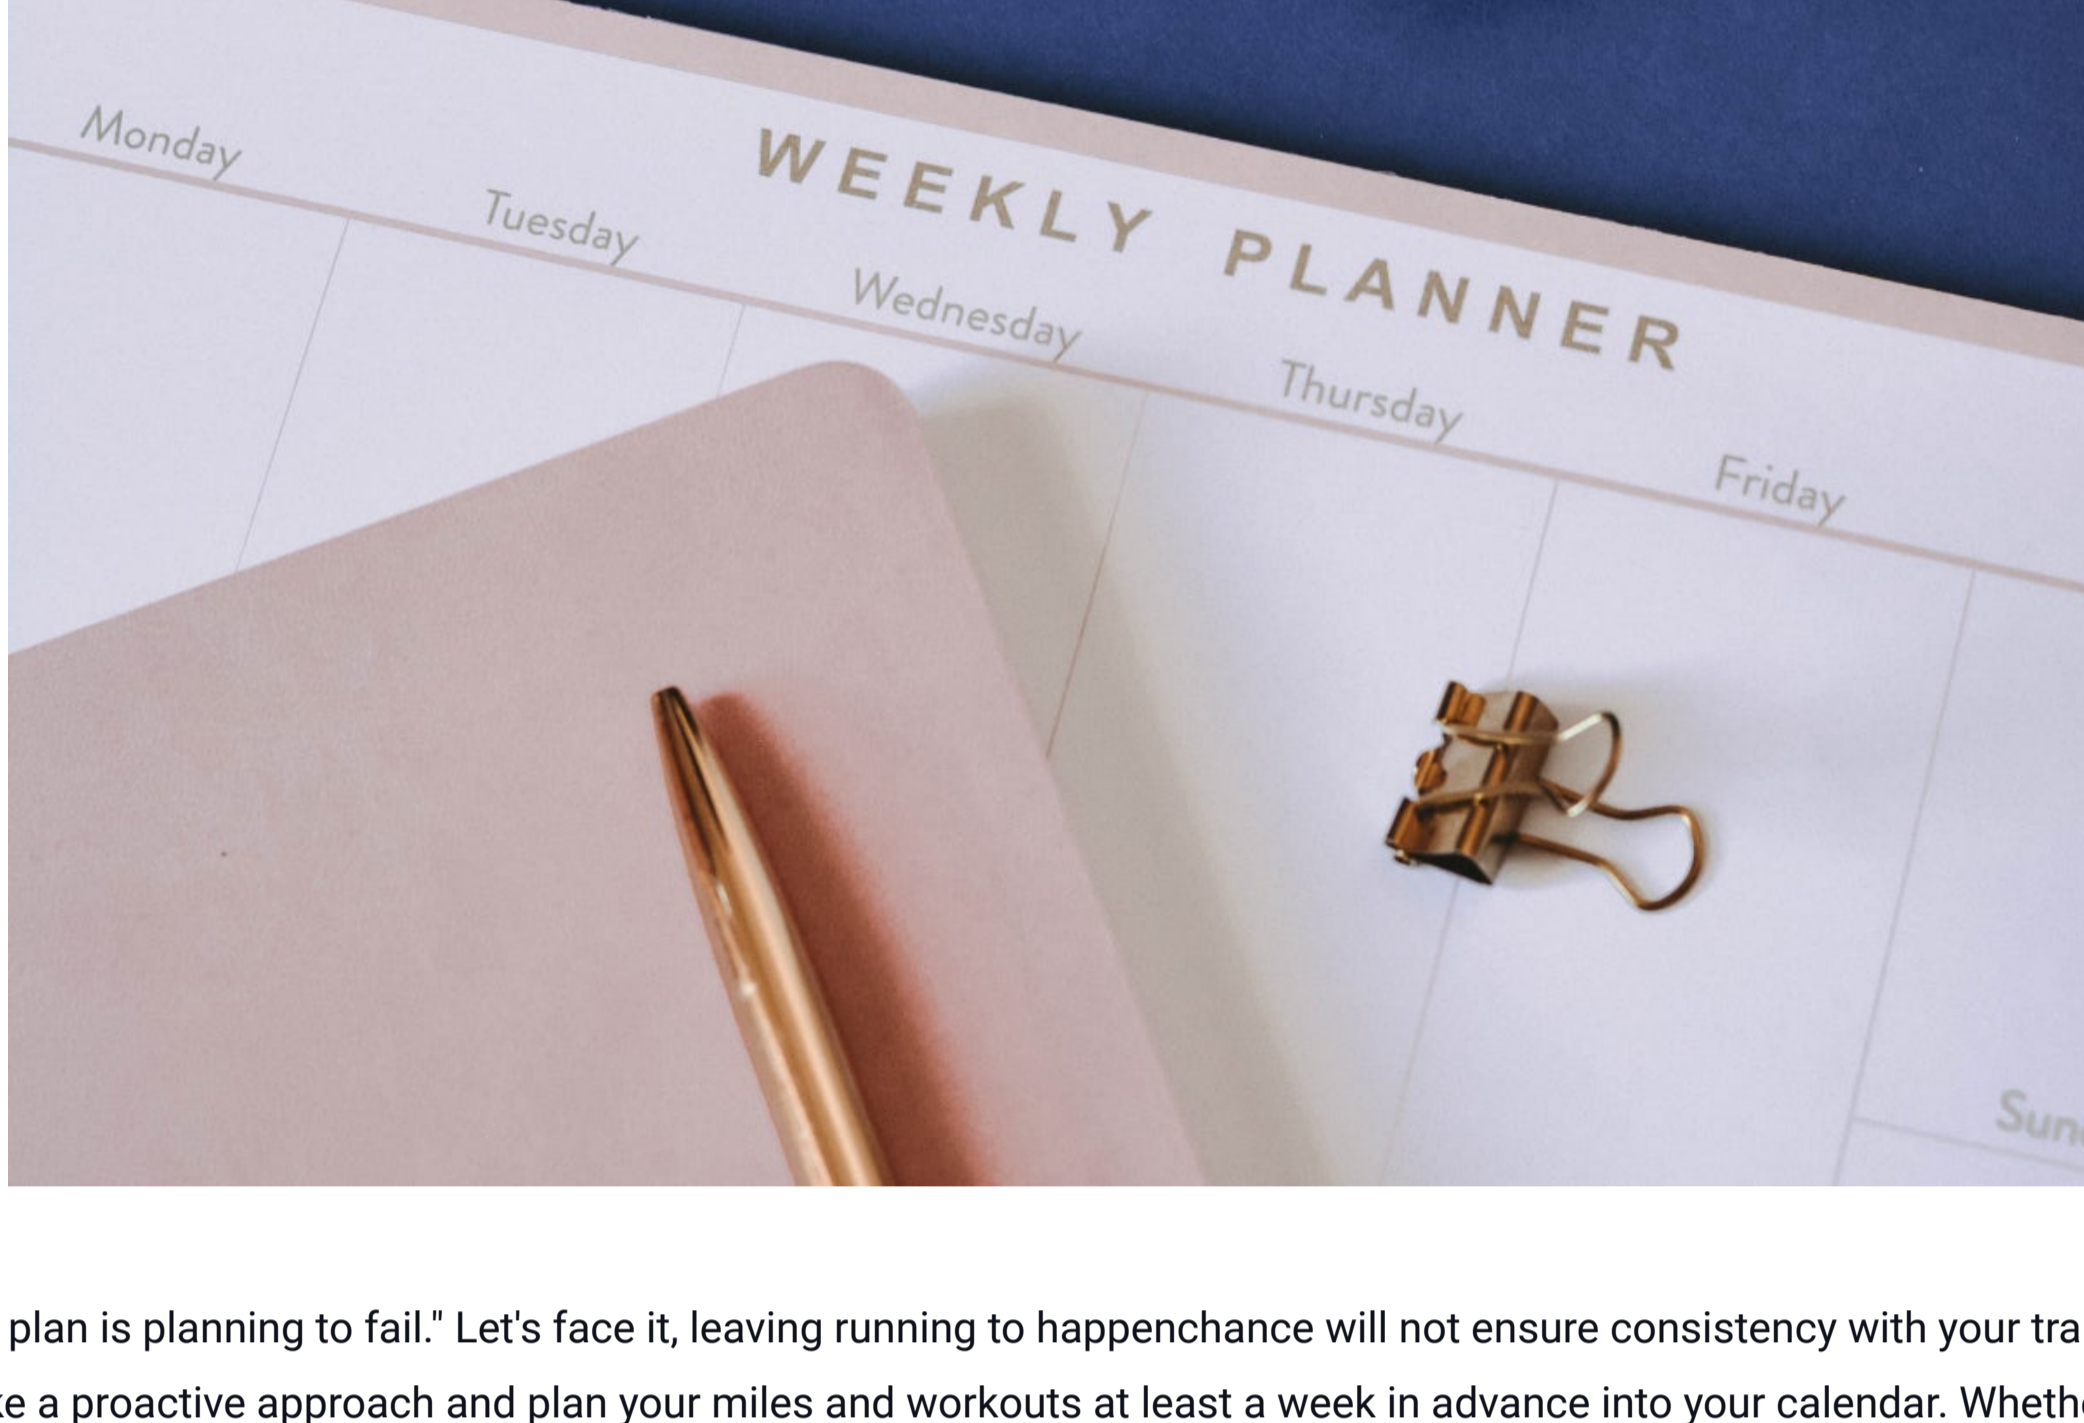 WEEKLY PLANNER
Monday Tuesday Wednesday Thursday Friday
plan is planning to fail." Let's face it, leaving running to happenchance will not ensure consistency with your
a proactive approach and plan your miles and workouts at least a week in advance into your calendar.